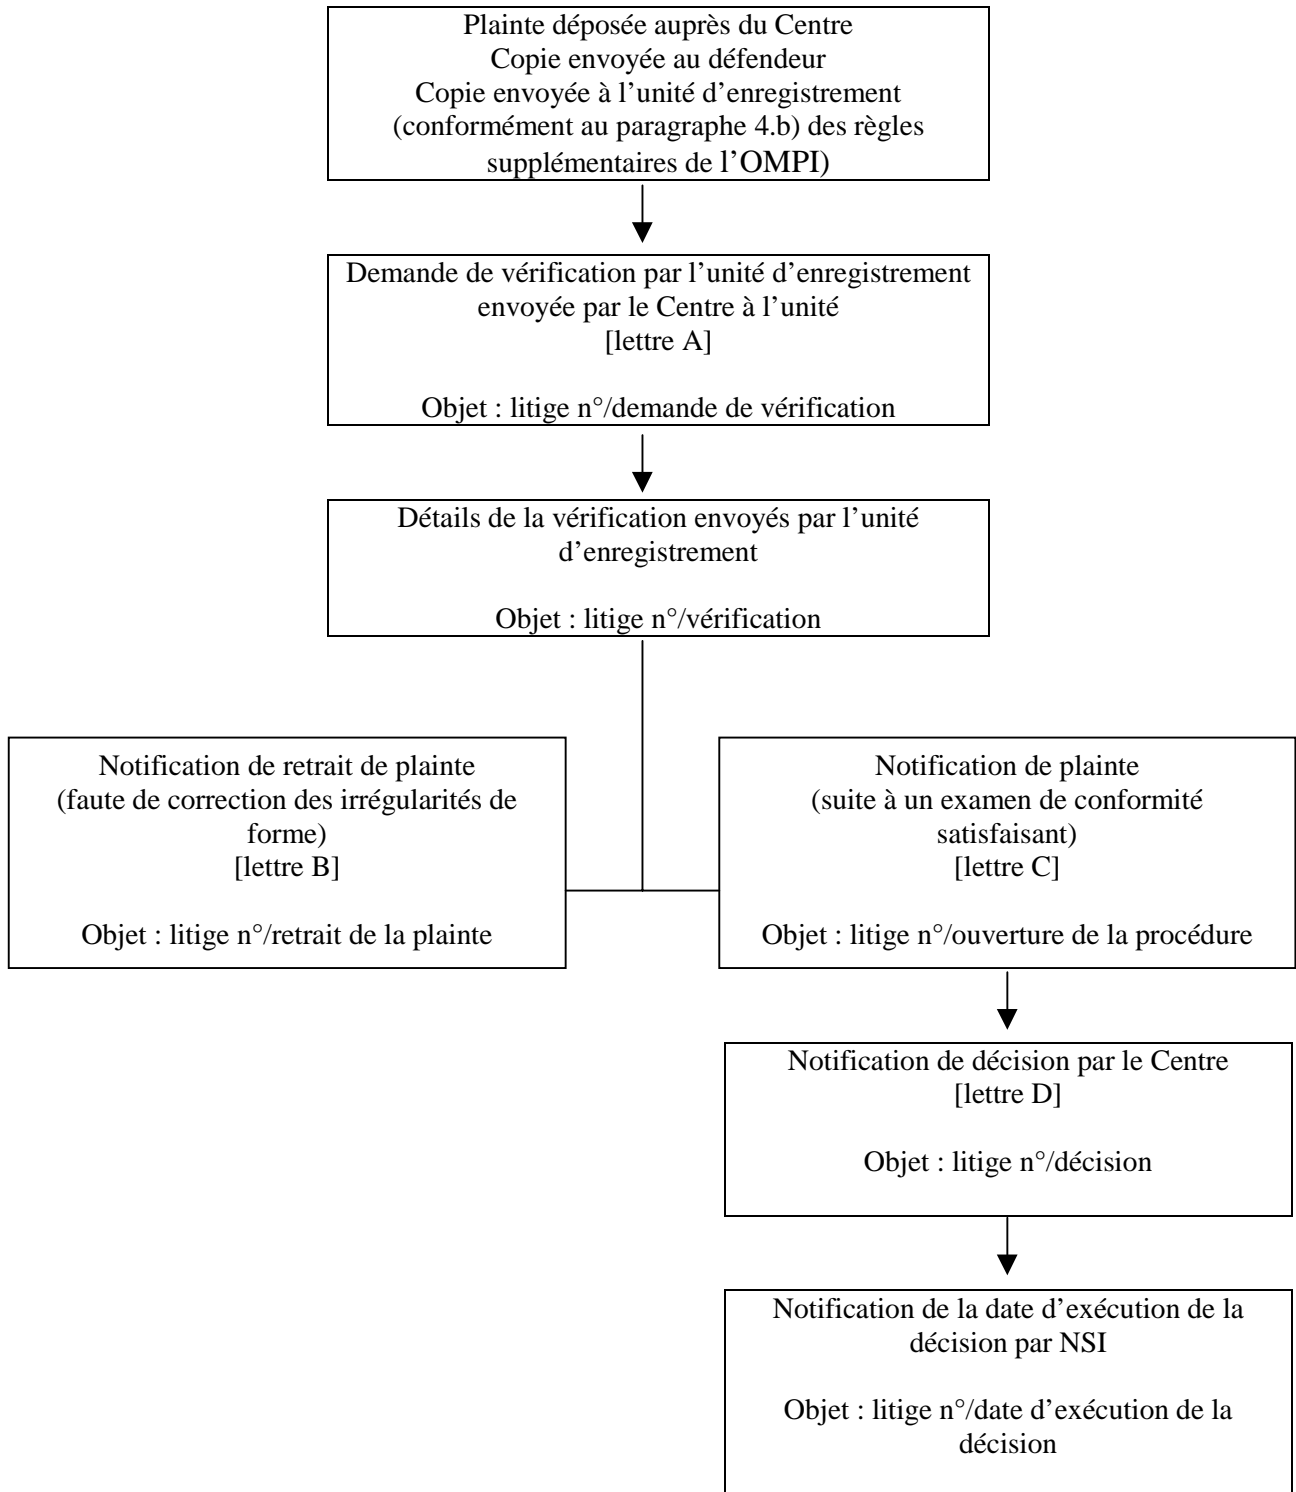 Plainte déposée auprès du Centre
Copie envoyée au défendeur
Copie envoyée à l’unité d’enregistrement
(conformément au paragraphe 4.b) des règles
supplémentaires de l’OMPI)
Demande de vérification par l’unité d’enregistrement
envoyée par le Centre à l’unité
[lettre A]
Objet : litige n°/demande de vérification
Détails de la vérification envoyés par l’unité
d’enregistrement
Objet : litige n°/vérification
Notification de retrait de plainte
(faute de correction des irrégularités de
forme)
[lettre B]
Objet : litige n°/retrait de la plainte
Notification de plainte
(suite à un examen de conformité
satisfaisant)
[lettre C]
Objet : litige n°/ouverture de la procédure
Notification de décision par le Centre
[lettre D]
Objet : litige n°/décision
Notification de la date d’exécution de la
décision par NSI
Objet : litige n°/date d’exécution de la
décision